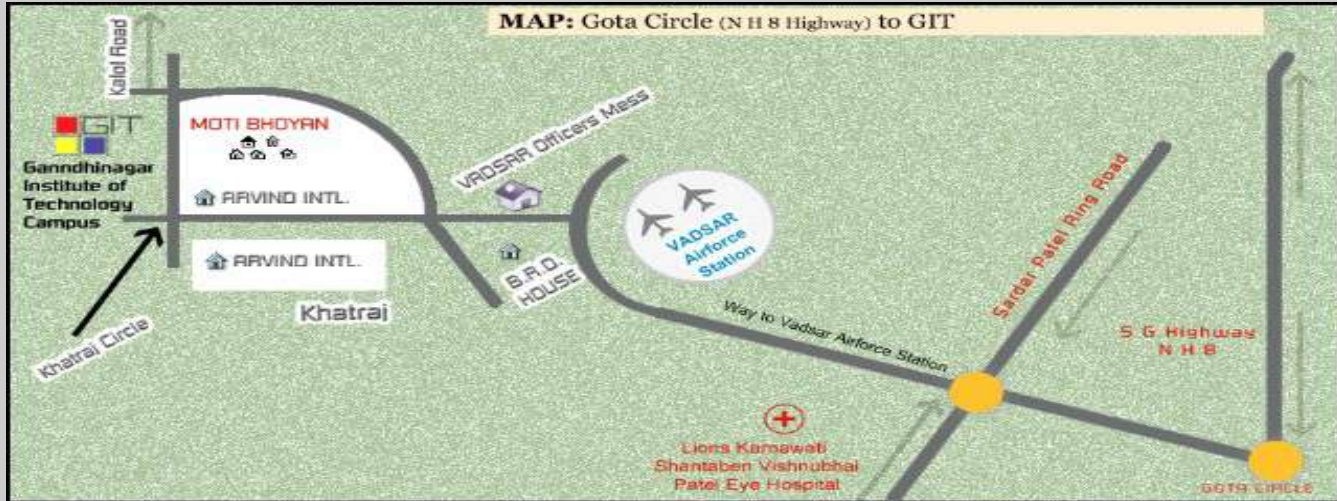 MAP: Gota Circle (N H 8 Highway) to GIT
Kalol Road
GIT
Ganndhinagar
Institute of
Technology
Campus
MOTI BHOYAN
ARVIND INTL.
ARVIND INTL.
Khatraj
Khatraj Circle
VADSAR Officers Mess
B.R.D.
HOUSE
VADSAR
Airforce
Station
Way to Vadsar Airforce Station
Sardar Patel Ring Road
S G Highway
N H 8
Lions Karnawati
Shantaben Vishnubhai
Patel Eye Hospital
GOTA CIRCLE